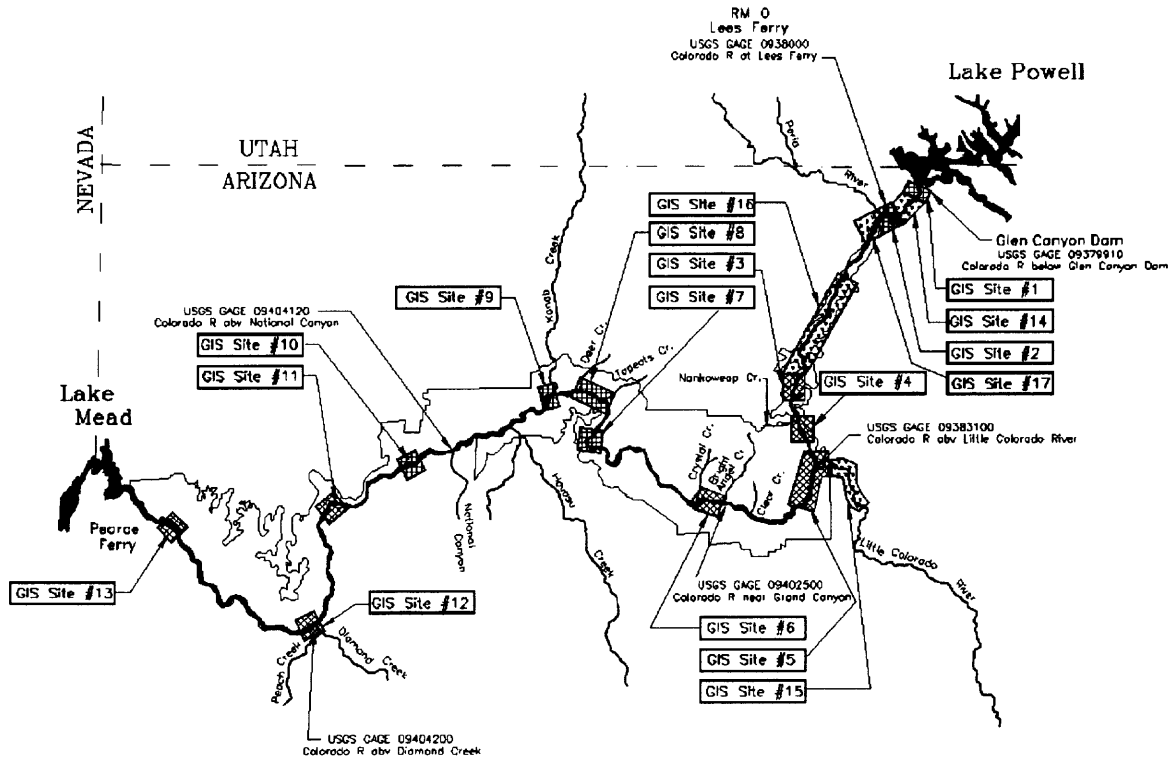 RM 0
Lees Ferry
USGS GAGE 0938000
Colorado R at Lees Ferry
Lake Powell
NEVADA
UTAH
ARIZONA
Paria
River
Kanab
Creek
GIS Site #16
GIS Site #8
GIS Site #3
GIS Site #7
Glen Canyon Dam
USGS GAGE 09379910
Colorado R below Glen Canyon Dam
GIS Site #1
GIS Site #14
GIS Site #2
GIS Site #17
GIS Site #9
USGS GAGE 09404120
Colorado R abv National Canyon
GIS Site #10
GIS Site #11
Deer Cr.
Tapeats Cr.
Nankoweap Cr.
GIS Site #4
USGS GAGE 09383100
Colorado R abv Little Colorado River
Lake
Mead
Crystal Cr.
Bright
Angel Cr.
Clear Cr.
National
Canyon
Havasu
Creek
Little Colorado
River
Pearce
Ferry
GIS Site #13
GIS Site #12
Peach Creek
Diamond Creek
USGS GAGE 09402500
Colorado R near Grand Canyon
GIS Site #6
GIS Site #5
GIS Site #15
USGS GAGE 09404200
Colorado R abv Diamond Creek